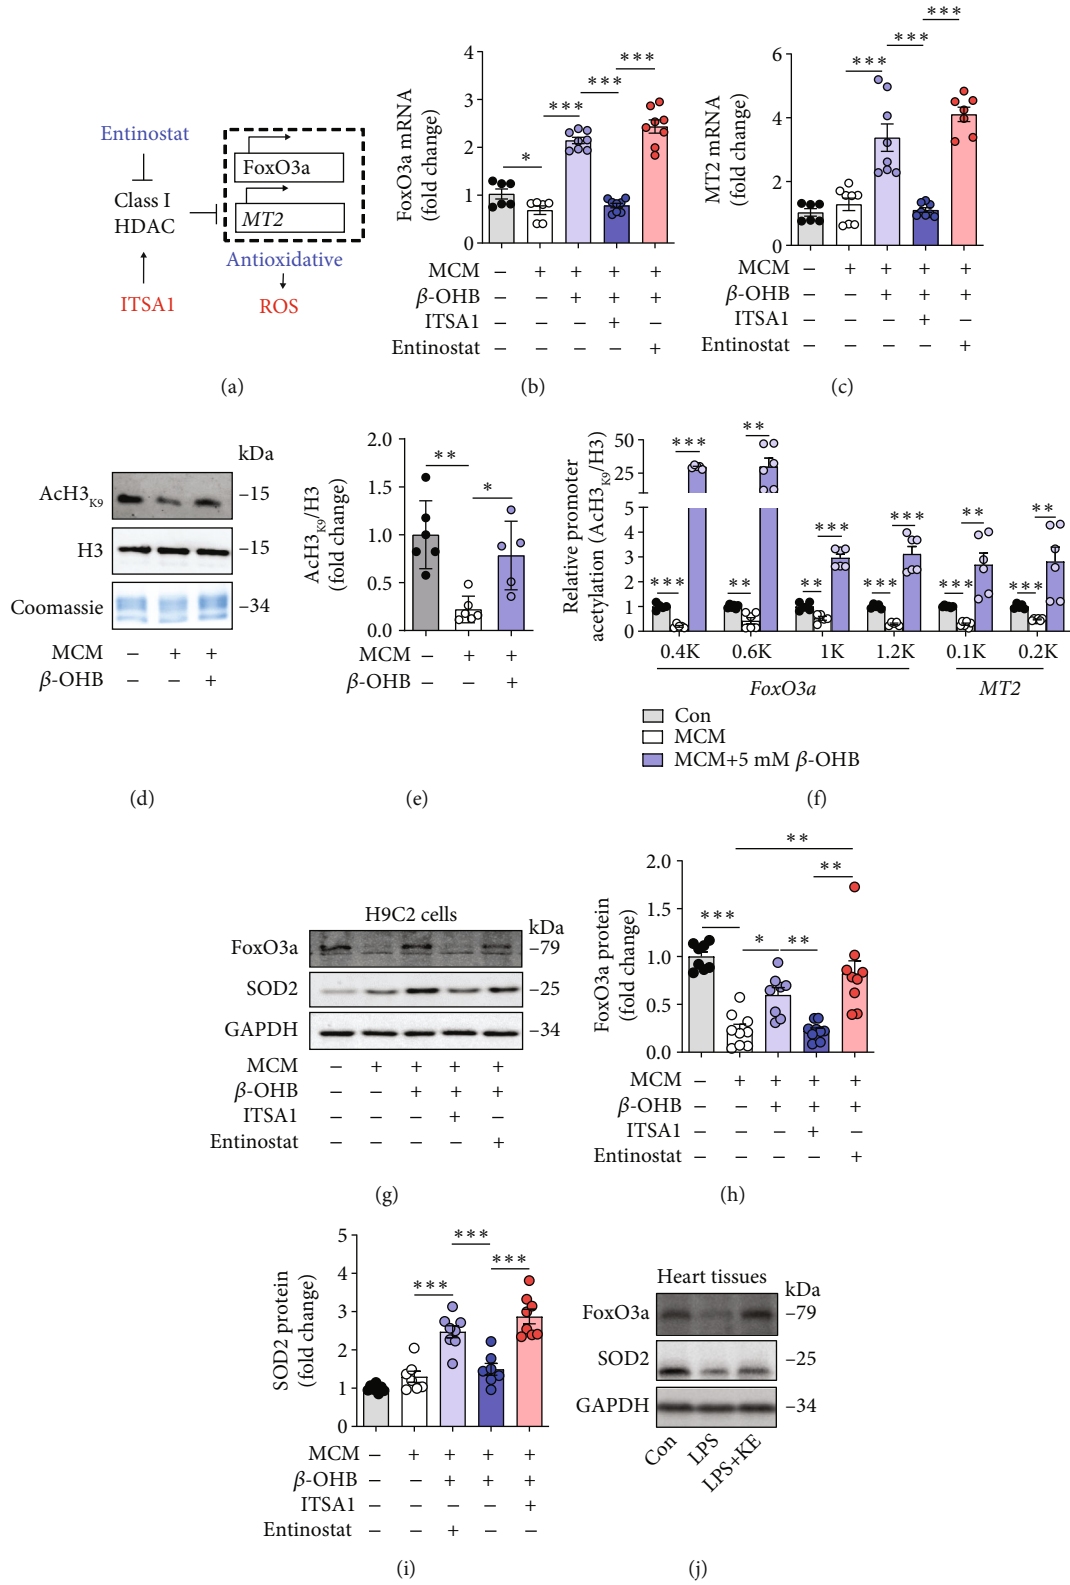 Entinostat
Class I
HDAC
ITSA1
FoxO3a
MT2
Antioxidative
ROS
(a)
FoxO3a mRNA
(fold change)
4
3
2
1
0
*
***
***
***
MCM – + + + +
β-OHB – – + + +
ITSA1 – – – + –
Entinostat – – – – +
(b)
MT2 mRNA
(fold change)
6
4
2
0
***
***
***
MCM – + + + +
β-OHB – – + + +
ITSA1 – – – + –
Entinostat – – – – +
(c)
kDa
AcH3K9 –15
H3 –15
Coomassie –34
MCM – + +
β-OHB – – +
(d)
AcH3K9/H3
(fold change)
2.0
1.5
1.0
0.5
0.0
**
*
MCM – + +
β-OHB – – +
(e)
Relative promoter
acetylation (AcH3K9/H3)
50
25
5
4
3
2
1
0
*** ***
** **
** ***
*** ***
*** **
*** **
0.4K 0.6K 1K 1.2K 0.1K 0.2K
FoxO3a MT2
Con
MCM
MCM+5 mM β-OHB
(f)
H9C2 cells
kDa
FoxO3a –79
SOD2 –25
GAPDH –34
MCM – + + + +
β-OHB – – + + +
ITSA1 – – – + –
Entinostat – – – – +
(g)
FoxO3a protein
(fold change)
2.0
1.5
1.0
0.5
0.0
**
**
***
*
**
MCM – + + + +
β-OHB – – + + +
ITSA1 – – – + –
Entinostat – – – – +
(h)
SOD2 protein
(fold change)
5
4
3
2
1
0
***
***
***
MCM – + + + +
β-OHB – – + + +
ITSA1 – – – – +
Entinostat – – + – –
(i)
Heart tissues
kDa
FoxO3a –79
SOD2 –25
GAPDH –34
Con LPS LPS+KE
(j)